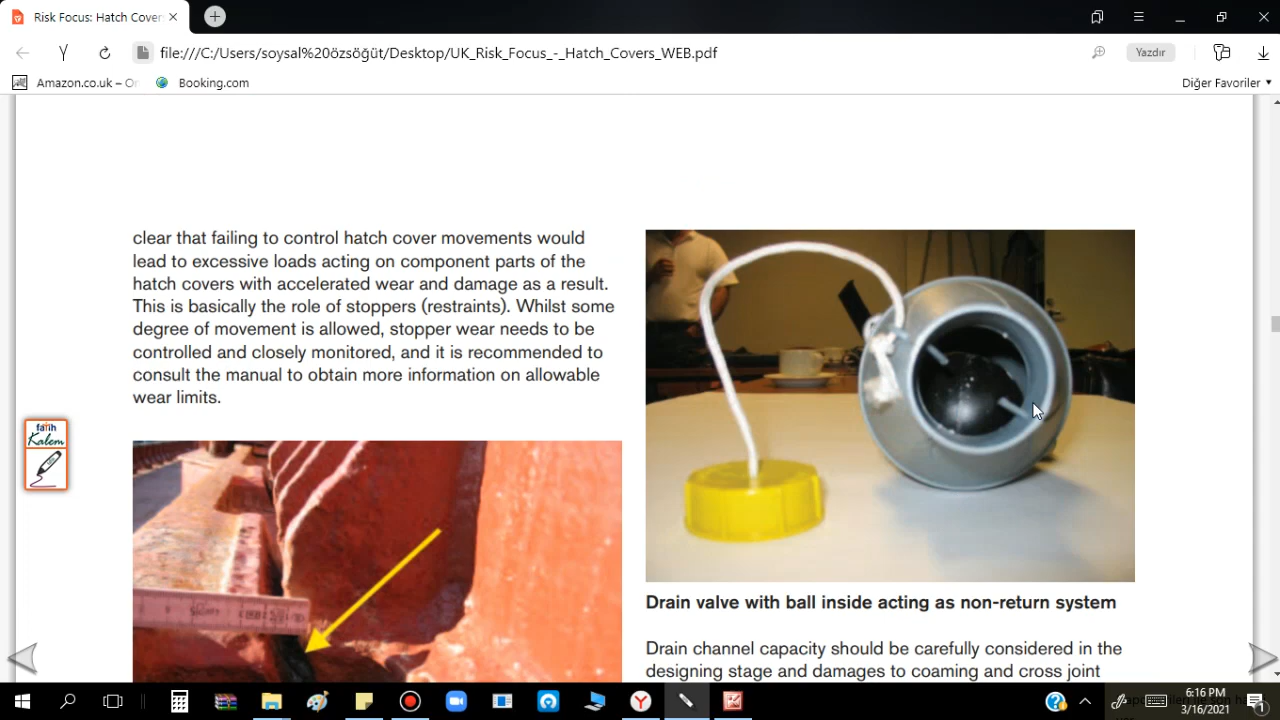 Risk Focus: Hatch Cover
file:///C:/Users/soysal%20özsöğüt/Desktop/UK_Risk_Focus_-_Hatch_Covers_WEB.pdf
Yazdır
Amazon.co.uk –
Booking.com
Diğer Favoriler
clear that failing to control hatch cover movements would
lead to excessive loads acting on component parts of the
hatch covers with accelerated wear and damage as a result.
This is basically the role of stoppers (restraints). Whilst some
degree of movement is allowed, stopper wear needs to be
controlled and closely monitored, and it is recommended to
consult the manual to obtain more information on allowable
wear limits.
fatih
Kalem
Drain valve with ball inside acting as non-return system
Drain channel capacity should be carefully considered in the
designing stage and damages to coaming and cross joint
6:16 PM
3/16/2021
1